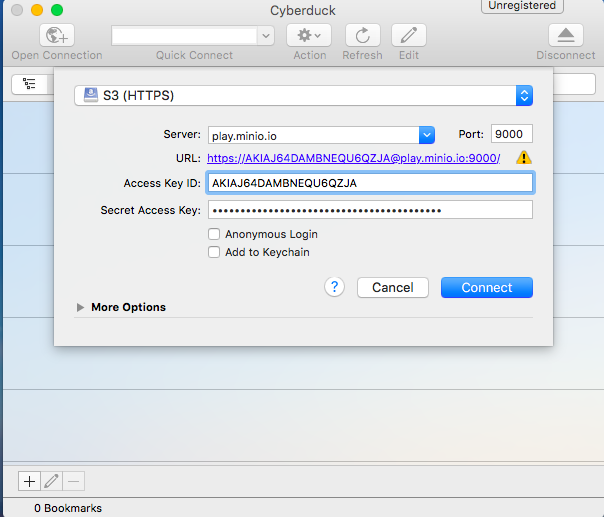 Cyberduck
Unregistered
Open Connection Quick Connect Action Refresh Edit Disconnect
S3 (HTTPS)
Server: play.minio.io Port: 9000
URL: https://AKIAJ64DAMBNEQU6QZJA@play.minio.io:9000/
Access Key ID: AKIAJ64DAMBNEQU6QZJA
Secret Access Key: ••••••••••••••••••••••••••••••••••••••••
Anonymous Login
Add to Keychain
? Cancel Connect
More Options
0 Bookmarks